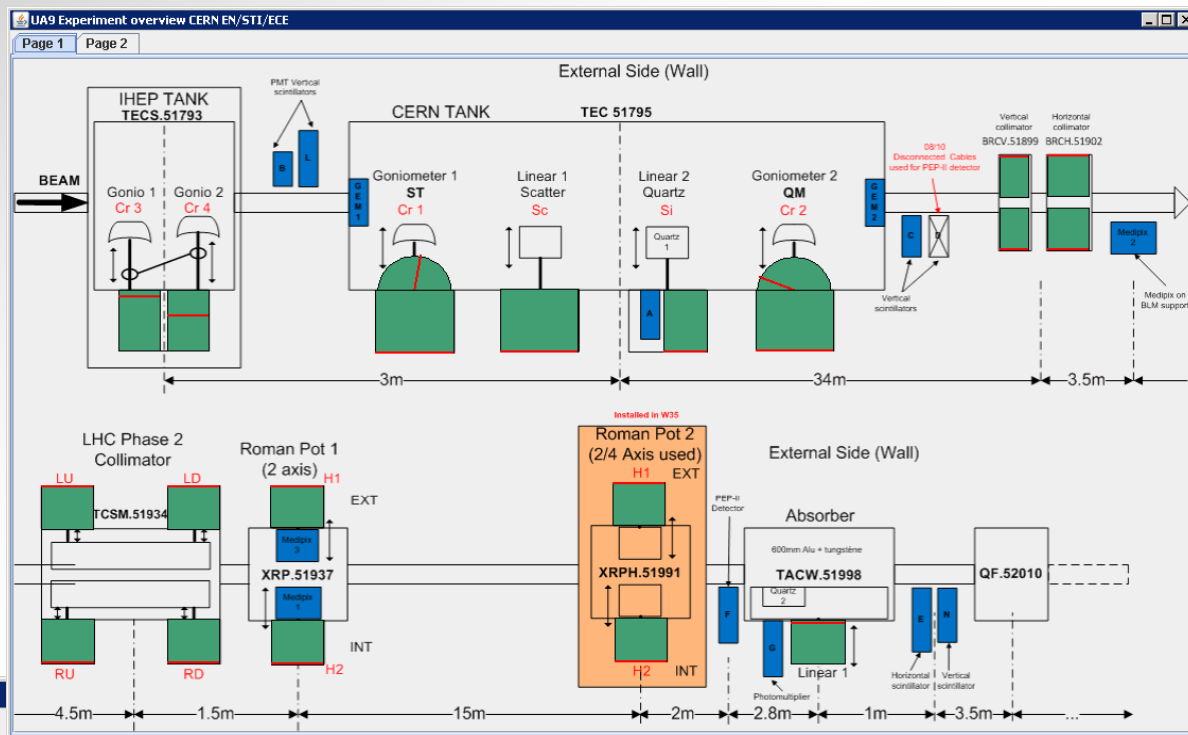 UA9 Experiment overview CERN EN/STI/ECE
Page 1
Page 2
External Side (Wall)
IHEP TANK
TECS.51793
PMT Vertical
scintillators
B
L
CERN TANK
TEC 51795
Vertical
collimator
BRCV.51899
Horizontal
collimator
BRCH.51902
08/10
Disconnected. Cables
used for PEP-II detector
BEAM
Gonio 1
Cr 3
Gonio 2
Cr 4
GEM1
Goniometer 1
ST
Cr 1
Linear 1
Scatter
Sc
Linear 2
Quartz
Si
Quartz
1
A
Goniometer 2
QM
Cr 2
GEM2
C
D
Vertical
scintillators
Medipix
2
Medipix on
BLM support
3m
34m
3.5m
LHC Phase 2
Collimator
LU
LD
TCSM.51934
RU
RD
Roman Pot 1
(2 axis)
H1
EXT
Medipix
3
XRP.51937
Medipix
1
INT
H2
Installed in W35
Roman Pot 2
(2/4 Axis used)
H1
EXT
XRPH.51991
H2
INT
External Side (Wall)
PEP-II
Detector
F
Absorber
600mm Alu + tungstène
TACW.51998
Quartz
2
G
Linear 1
Photomultiplier
E
N
Horizontal
scintillator
Vertical
scintillator
QF.52010
4.5m
1.5m
15m
2m
2.8m
1m
3.5m
...